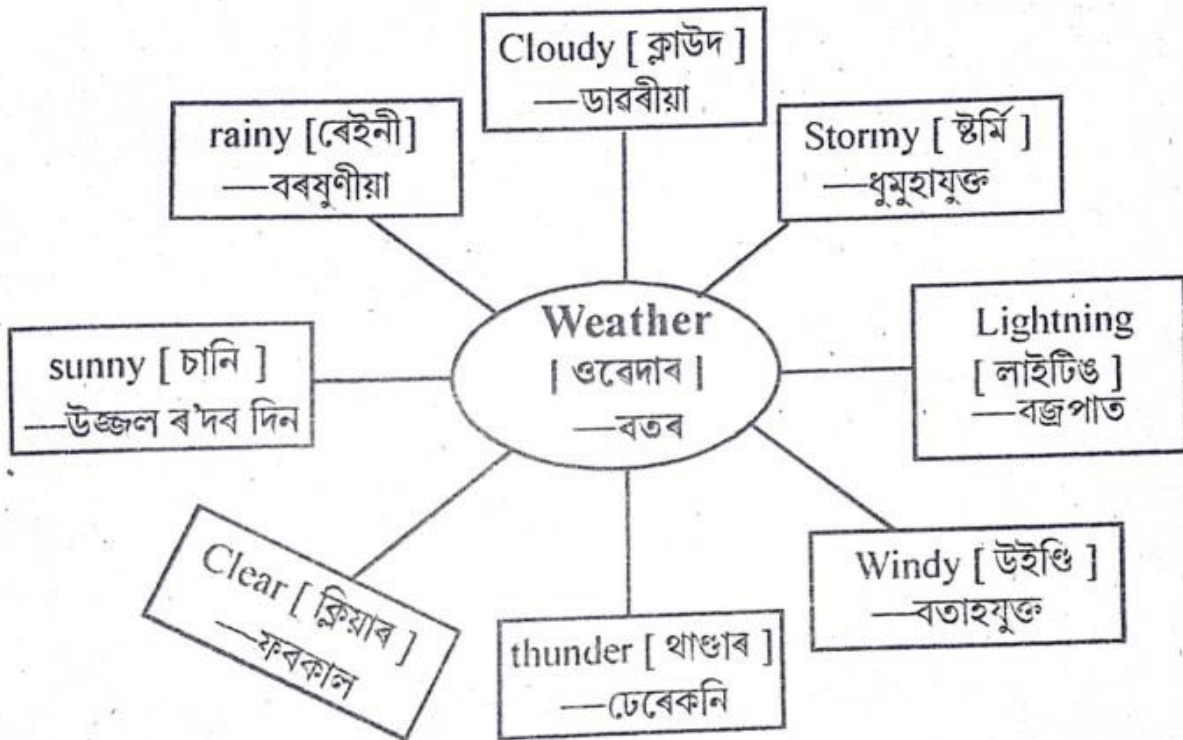 Cloudy [ ক্লাউদ ]
—ডাৱৰীয়া
rainy [ৰেইনী]
—বৰষুণীয়া
Stormy [ ষ্টৰ্মি ]
—ধুমুহাযুক্ত
Weather
| ওৱেদাৰ |
—বতৰ
Lightning
[ লাইটিঙ ]
—বজ্ৰপাত
sunny [ চানি ]
—উজ্জল ৰ'দৰ দিন
Clear [ ক্লিয়াৰ ]
—ফৰকাল
thunder [ থাণ্ডাৰ ]
—ঢেৰেকনি
Windy [ উইণ্ডি ]
—বতাহযুক্ত